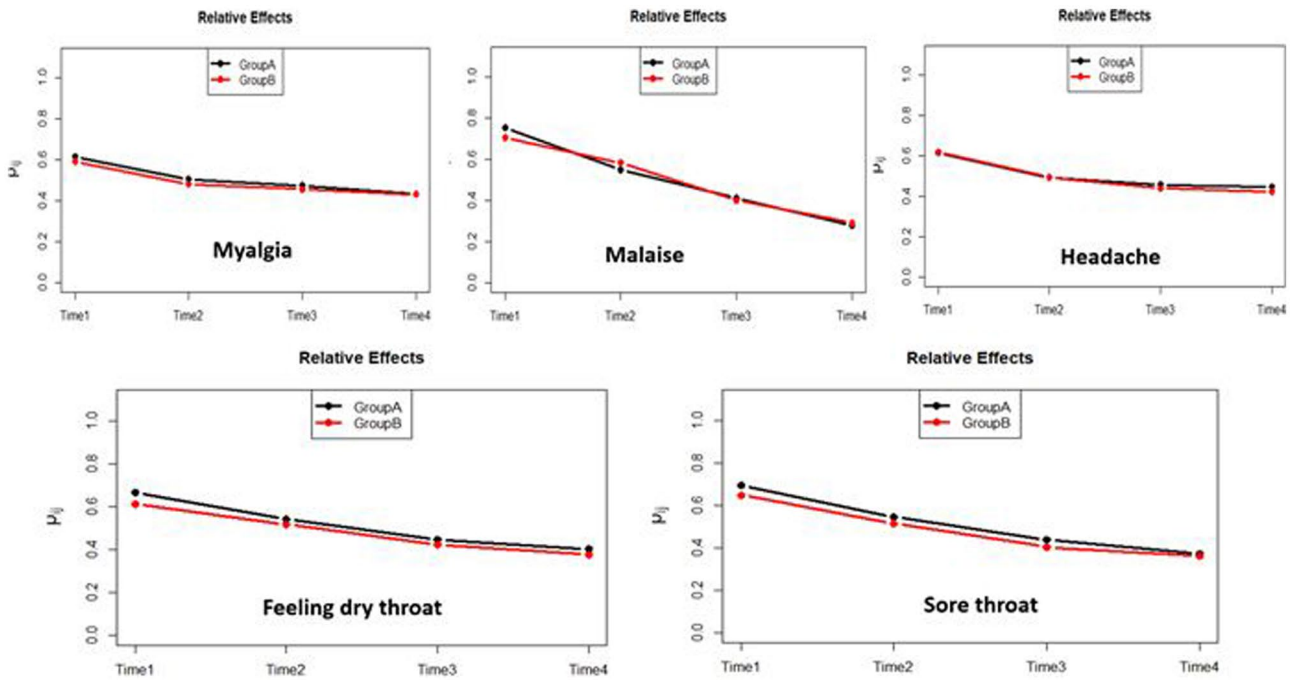 Relative Effects
GroupA
GroupB
0.0 0.2 0.4 0.6 0.8 1.0
Pij
Myalgia
Time1 Time2 Time3 Time4
Relative Effects
GroupA
GroupB
0.0 0.2 0.4 0.6 0.8 1.0
Malaise
Time1 Time2 Time3 Time4
Relative Effects
GroupA
GroupB
0.0 0.2 0.4 0.6 0.8 1.0
Pij
Headache
Time1 Time2 Time3 Time4
Relative Effects
GroupA
GroupB
0.0 0.2 0.4 0.6 0.8 1.0
Pij
Feeling dry throat
Time1 Time2 Time3 Time4
Relative Effects
GroupA
GroupB
0.0 0.2 0.4 0.6 0.8 1.0
Pij
Sore throat
Time1 Time2 Time3 Time4